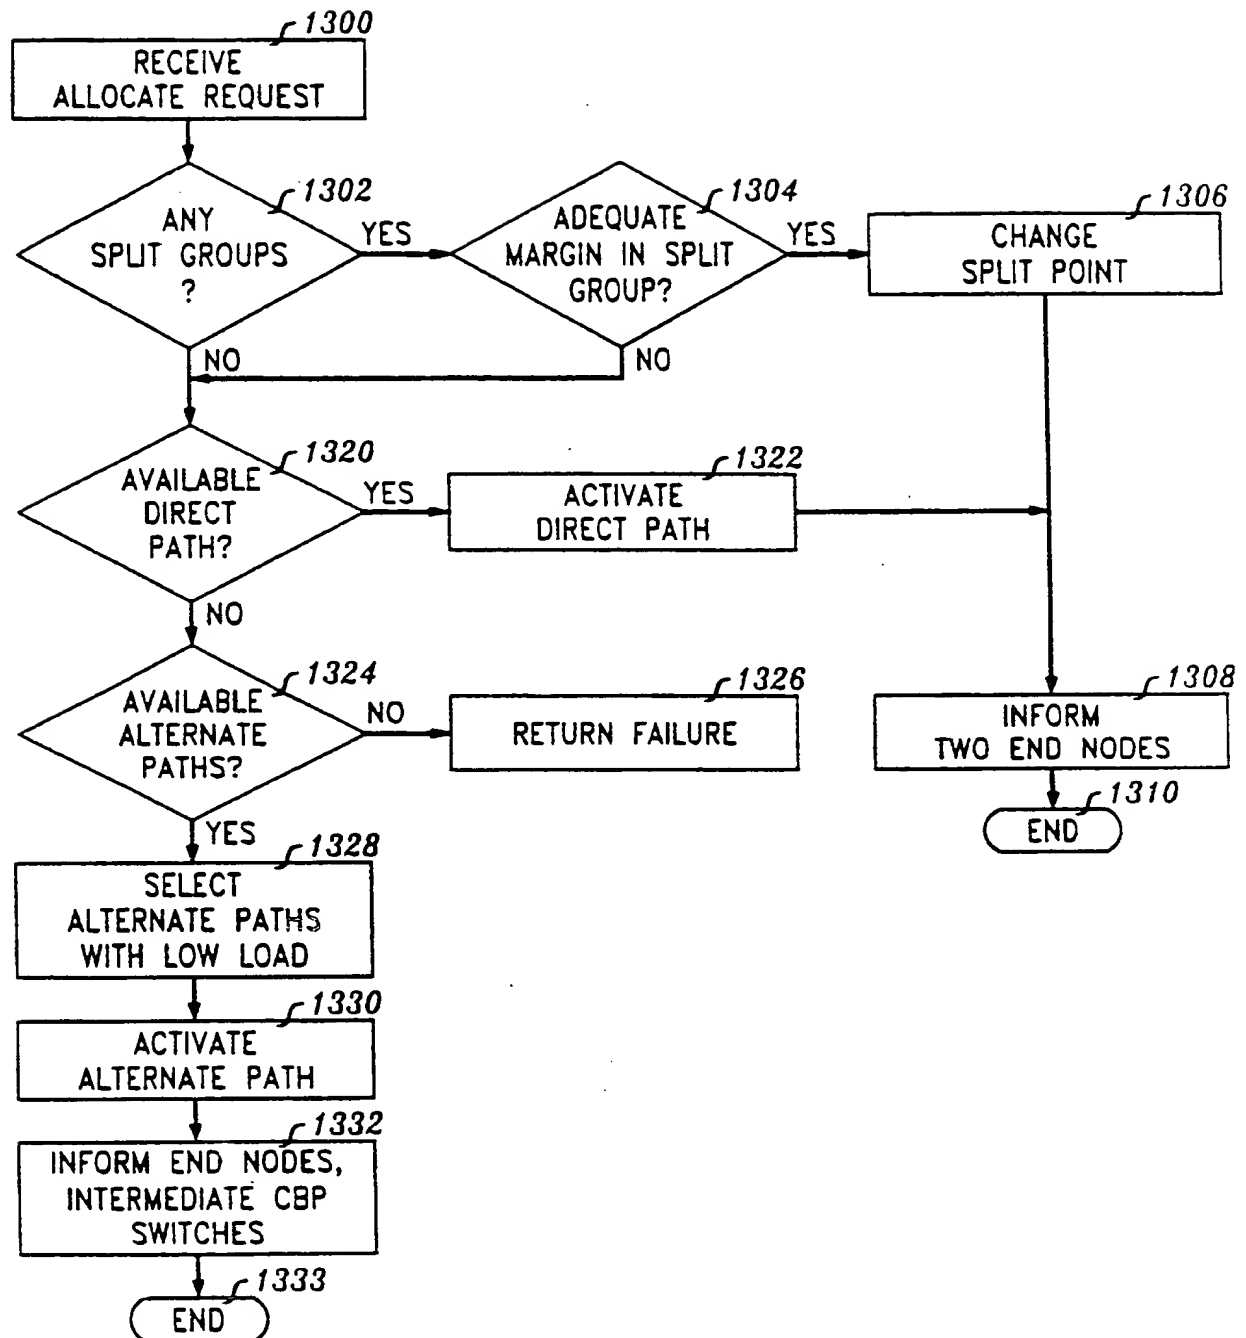 1300
RECEIVE
ALLOCATE REQUEST
1302
ANY
SPLIT GROUPS
?
YES
NO
1304
ADEQUATE
MARGIN IN SPLIT
GROUP?
YES
NO
1306
CHANGE
SPLIT POINT
1320
AVAILABLE
DIRECT
PATH?
YES
NO
1322
ACTIVATE
DIRECT PATH
1324
AVAILABLE
ALTERNATE
PATHS?
NO
YES
1326
RETURN FAILURE
1308
INFORM
TWO END NODES
1310
END
1328
SELECT
ALTERNATE PATHS
WITH LOW LOAD
1330
ACTIVATE
ALTERNATE PATH
1332
INFORM END NODES,
INTERMEDIATE CBP
SWITCHES
1333
END